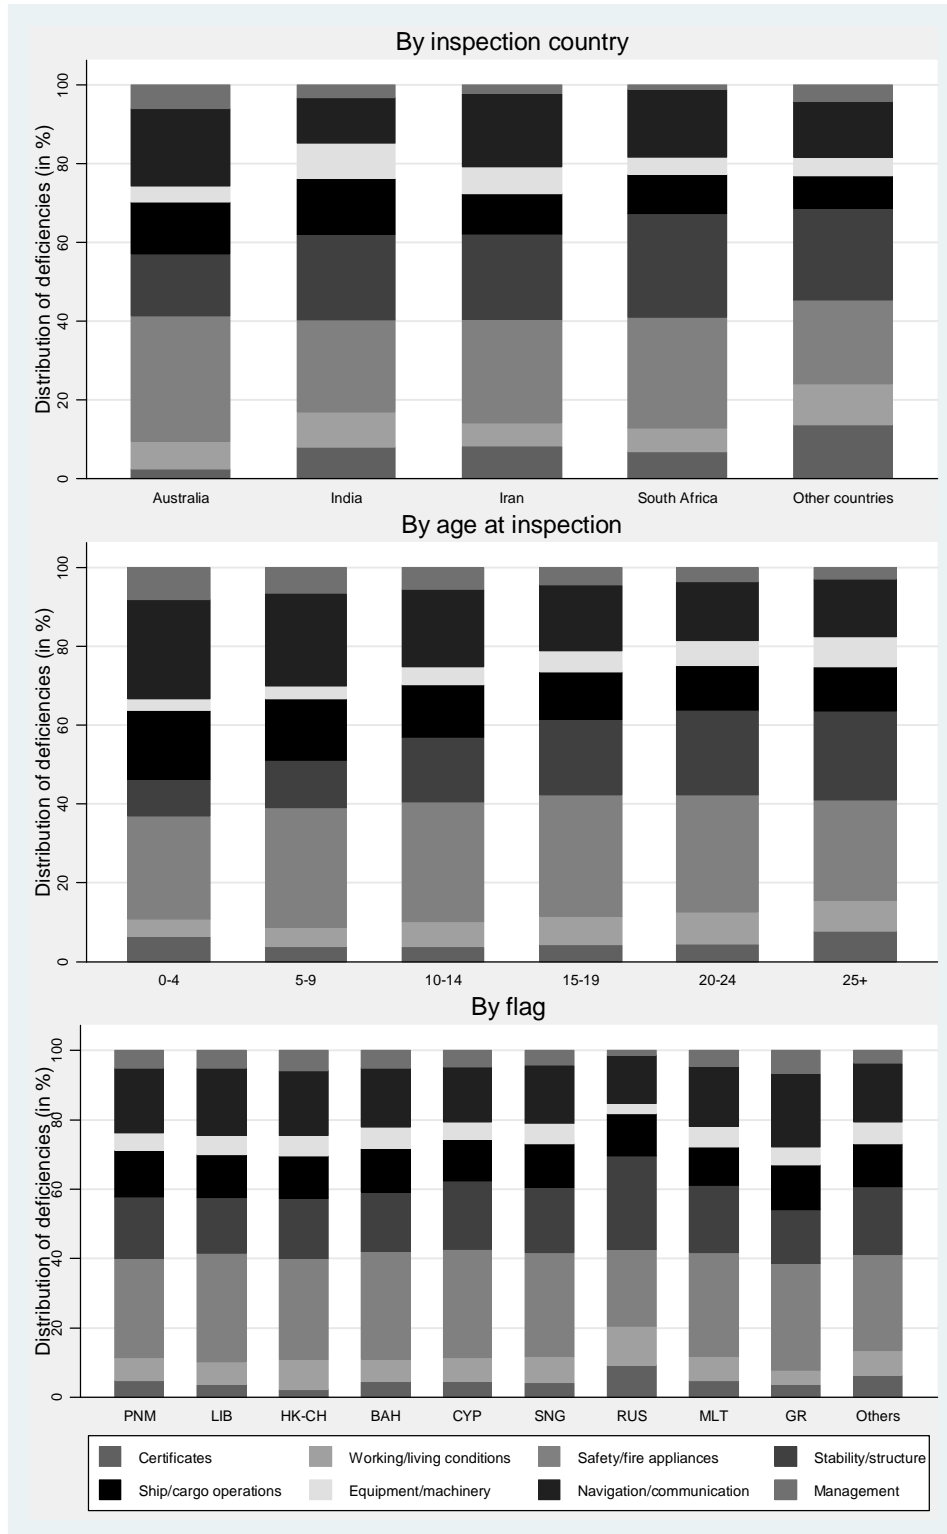 By inspection country
Distribution of deficiencies (in %)
100
80
60
40
20
0
Australia India Iran South Africa Other countries
By age at inspection
Distribution of deficiencies (in %)
100
80
60
40
20
0
0-4 5-9 10-14 15-19 20-24 25+
By flag
Distribution of deficiencies (in %)
100
80
60
40
20
0
PNM LIB HK-CH BAH CYP SNG RUS MLT GR Others
Certificates Working/living conditions Safety/fire appliances Stability/structure
Ship/cargo operations Equipment/machinery Navigation/communication Management